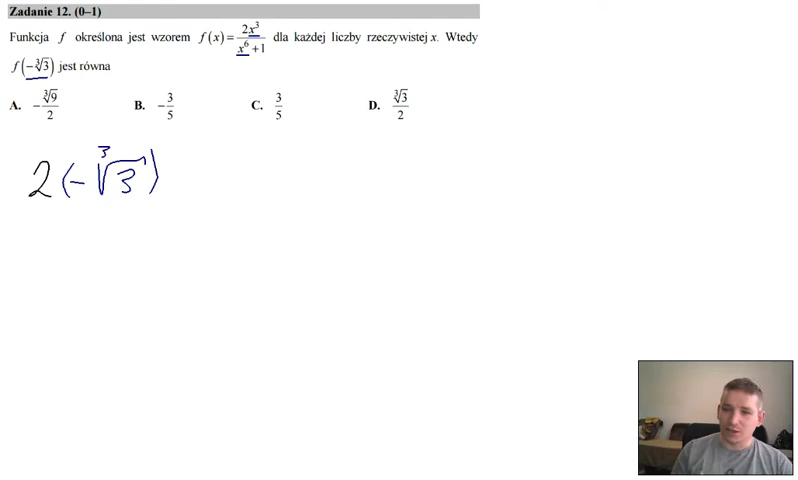 Zadanie 12. (0–1)
Funkcja f określona jest wzorem f(x) = 2x³/(x⁶+1) dla każdej liczby rzeczywistej x. Wtedy
f(−∛3) jest równa
A. −∛9/2 B. −3/5 C. 3/5 D. ∛3/2
2(−∛3)